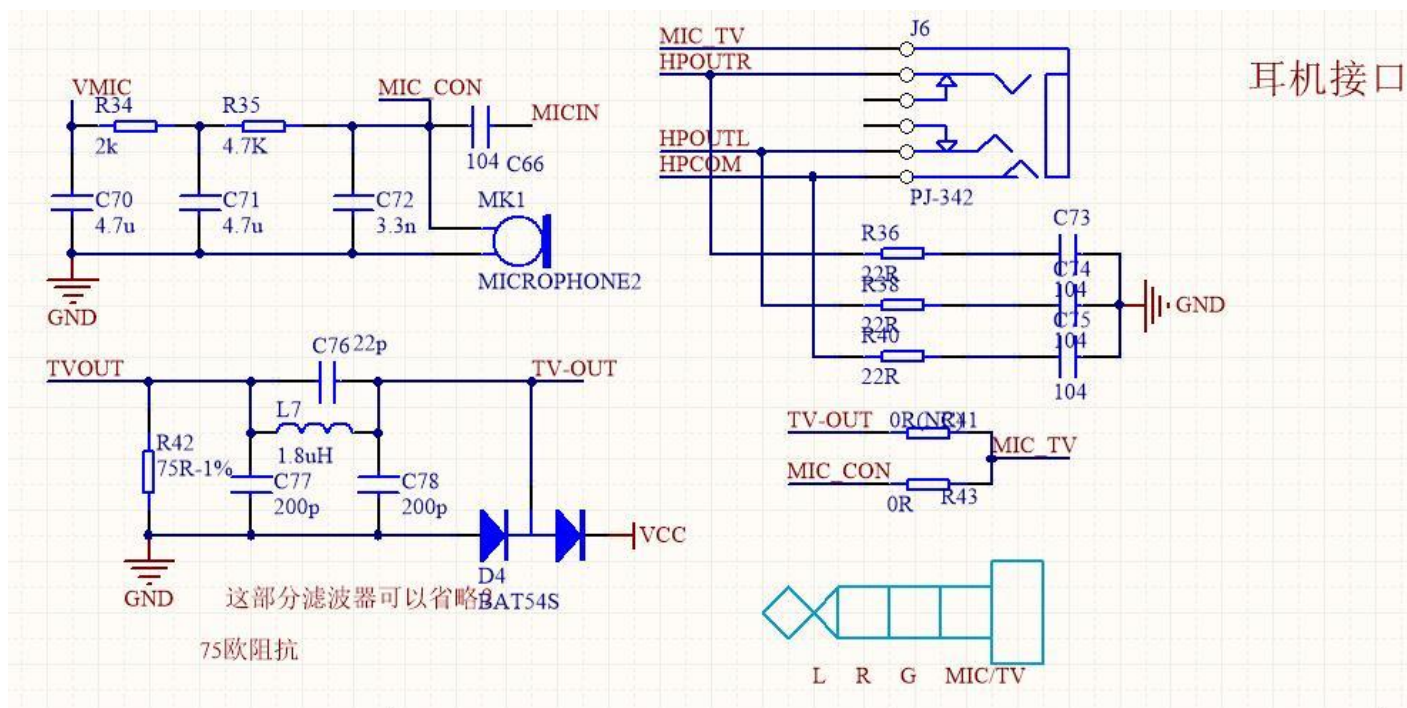 耳机接口
VMIC
R34
2k
R35
4.7K
MIC_CON
MICIN
104 C66
C70
4.7u
C71
4.7u
C72
3.3n
MK1
MICROPHONE2
GND
MIC_TV
HPOUTR
HPOUTL
HPCOM
J6
PJ-342
R36
22R
R38
22R
R40
22R
C73
104
C74
104
C75
104
GND
TVOUT
C76 22p
TV-OUT
L7
1.8uH
R42
75R-1%
C77
200p
C78
200p
D4
BAT54S
VCC
GND
这部分滤波器可以省略
75欧阻抗
TV-OUT
0R(NC)
R41
MIC_TV
MIC_CON
0R
R43
L R G MIC/TV